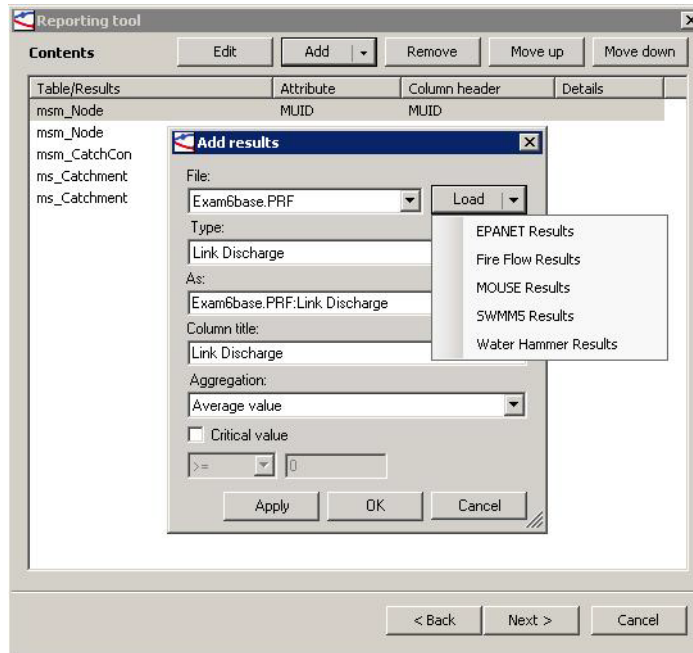 Reporting tool
Contents Edit Add Remove Move up Move down
Table/Results Attribute Column header Details
msm_Node MUID MUID
msm_Node
msm_CatchCon
ms_Catchment
ms_Catchment
Add results
File:
Exam6base.PRF Load
EPANET Results
Fire Flow Results
MOUSE Results
SWMM5 Results
Water Hammer Results
Type:
Link Discharge
As:
Exam6base.PRF:Link Discharge
Column title:
Link Discharge
Aggregation:
Average value
Critical value
>= 0
Apply OK Cancel
< Back Next > Cancel